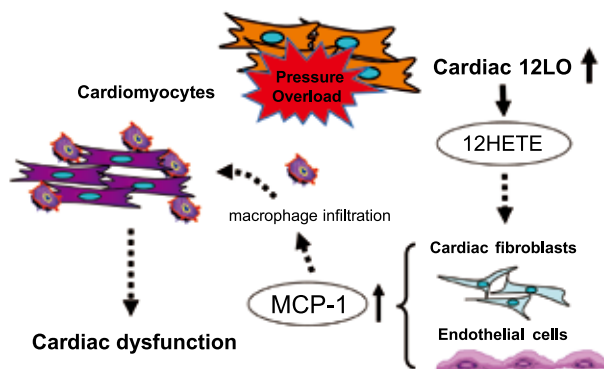 Pressure
Overload
Cardiac 12LO
Cardiomyocytes
12HETE
macrophage infiltration
Cardiac fibroblasts
MCP-1
Cardiac dysfunction
Endothelial cells